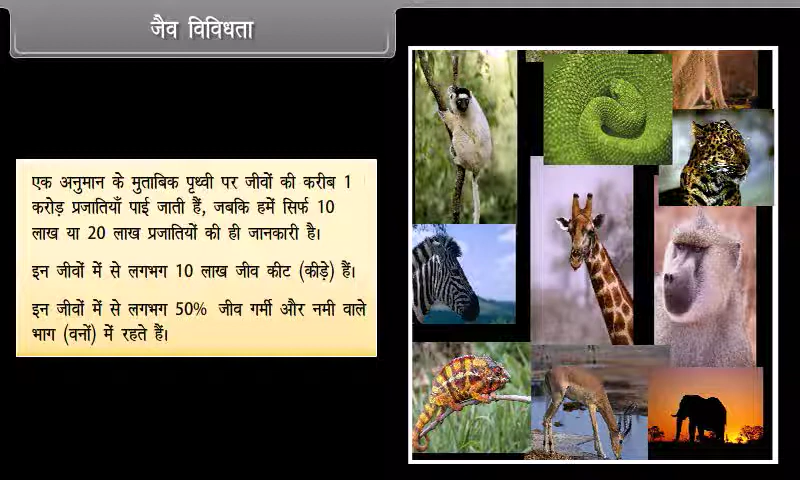 जैव विविधता
एक अनुमान के मुताबिक पृथ्वी पर जीवों की करीब 1
करोड़ प्रजातियाँ पाई जाती हैं, जबकि हमें सिर्फ 10
लाख या 20 लाख प्रजातियों की ही जानकारी है।
इन जीवों में से लगभग 10 लाख जीव कीट (कीड़े) हैं।
इन जीवों में से लगभग 50% जीव गर्मी और नमी वाले
भाग (वनों) में रहते हैं।